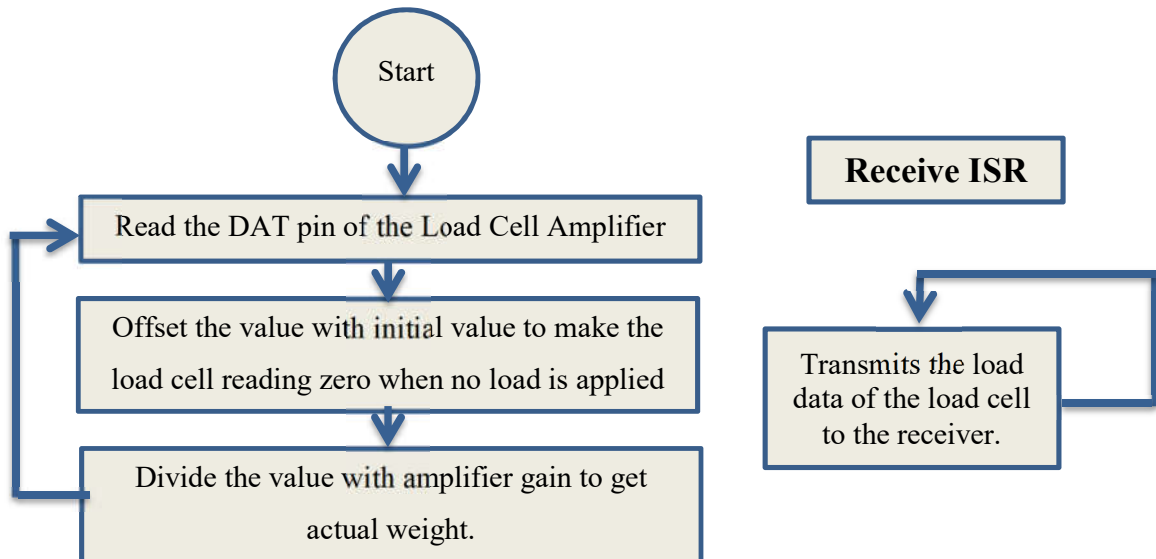 Start
Read the DAT pin of the Load Cell Amplifier
Offset the value with initial value to make the
load cell reading zero when no load is applied
Divide the value with amplifier gain to get
actual weight.
Receive ISR
Transmits the load
data of the load cell
to the receiver.